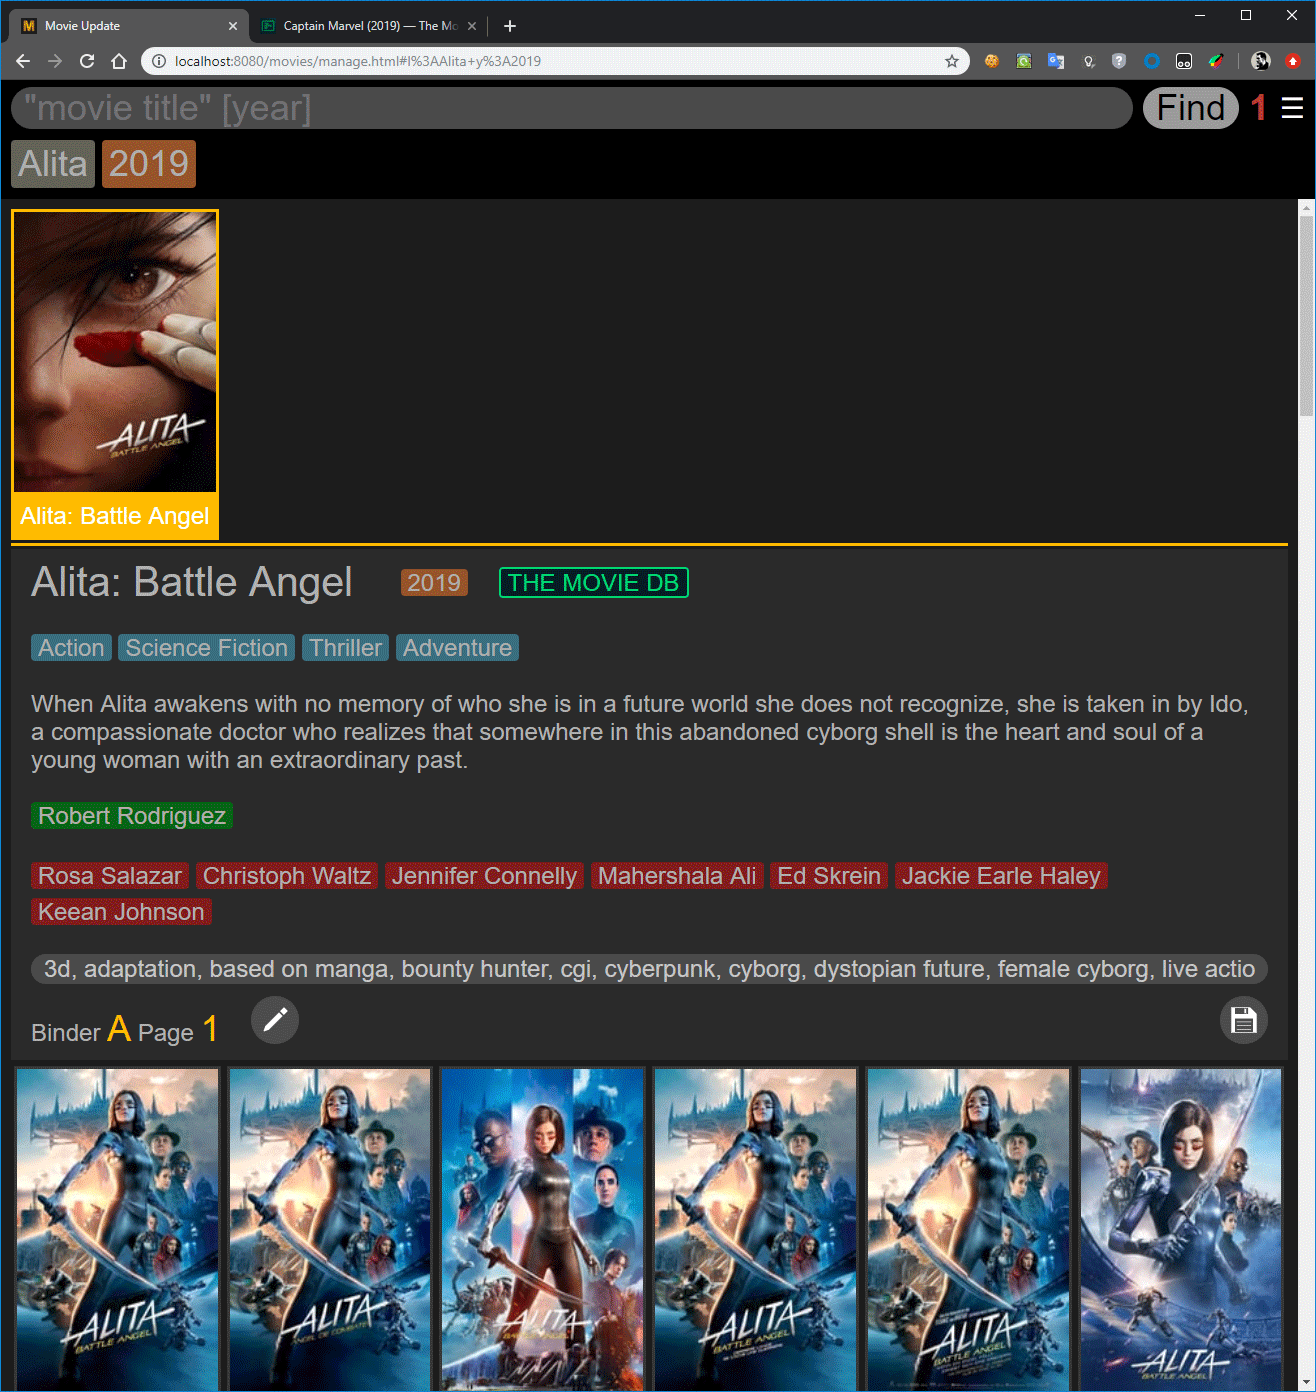 Movie Update
Captain Marvel (2019) — The Mo
localhost:8080/movies/manage.html#l%3AAlita+y%3A2019
"movie title" [year]
Find
1
Alita
2019
ALITA
BATTLE ANGEL
Alita: Battle Angel
Alita: Battle Angel
2019
THE MOVIE DB
Action
Science Fiction
Thriller
Adventure
When Alita awakens with no memory of who she is in a future world she does not recognize, she is taken in by Ido,
a compassionate doctor who realizes that somewhere in this abandoned cyborg shell is the heart and soul of a
young woman with an extraordinary past.
Robert Rodriguez
Rosa Salazar
Christoph Waltz
Jennifer Connelly
Mahershala Ali
Ed Skrein
Jackie Earle Haley
Keean Johnson
3d, adaptation, based on manga, bounty hunter, cgi, cyberpunk, cyborg, dystopian future, female cyborg, live actio
Binder A Page 1
ALITA
BATTLE ANGEL
ALITA
ANGEL DE COMBATE
ALITA
BATTLE ANGEL
ALITA
BATTLE ANGEL
ALITA
BATTLE ANGEL
ALITA
BATTLE ANGEL